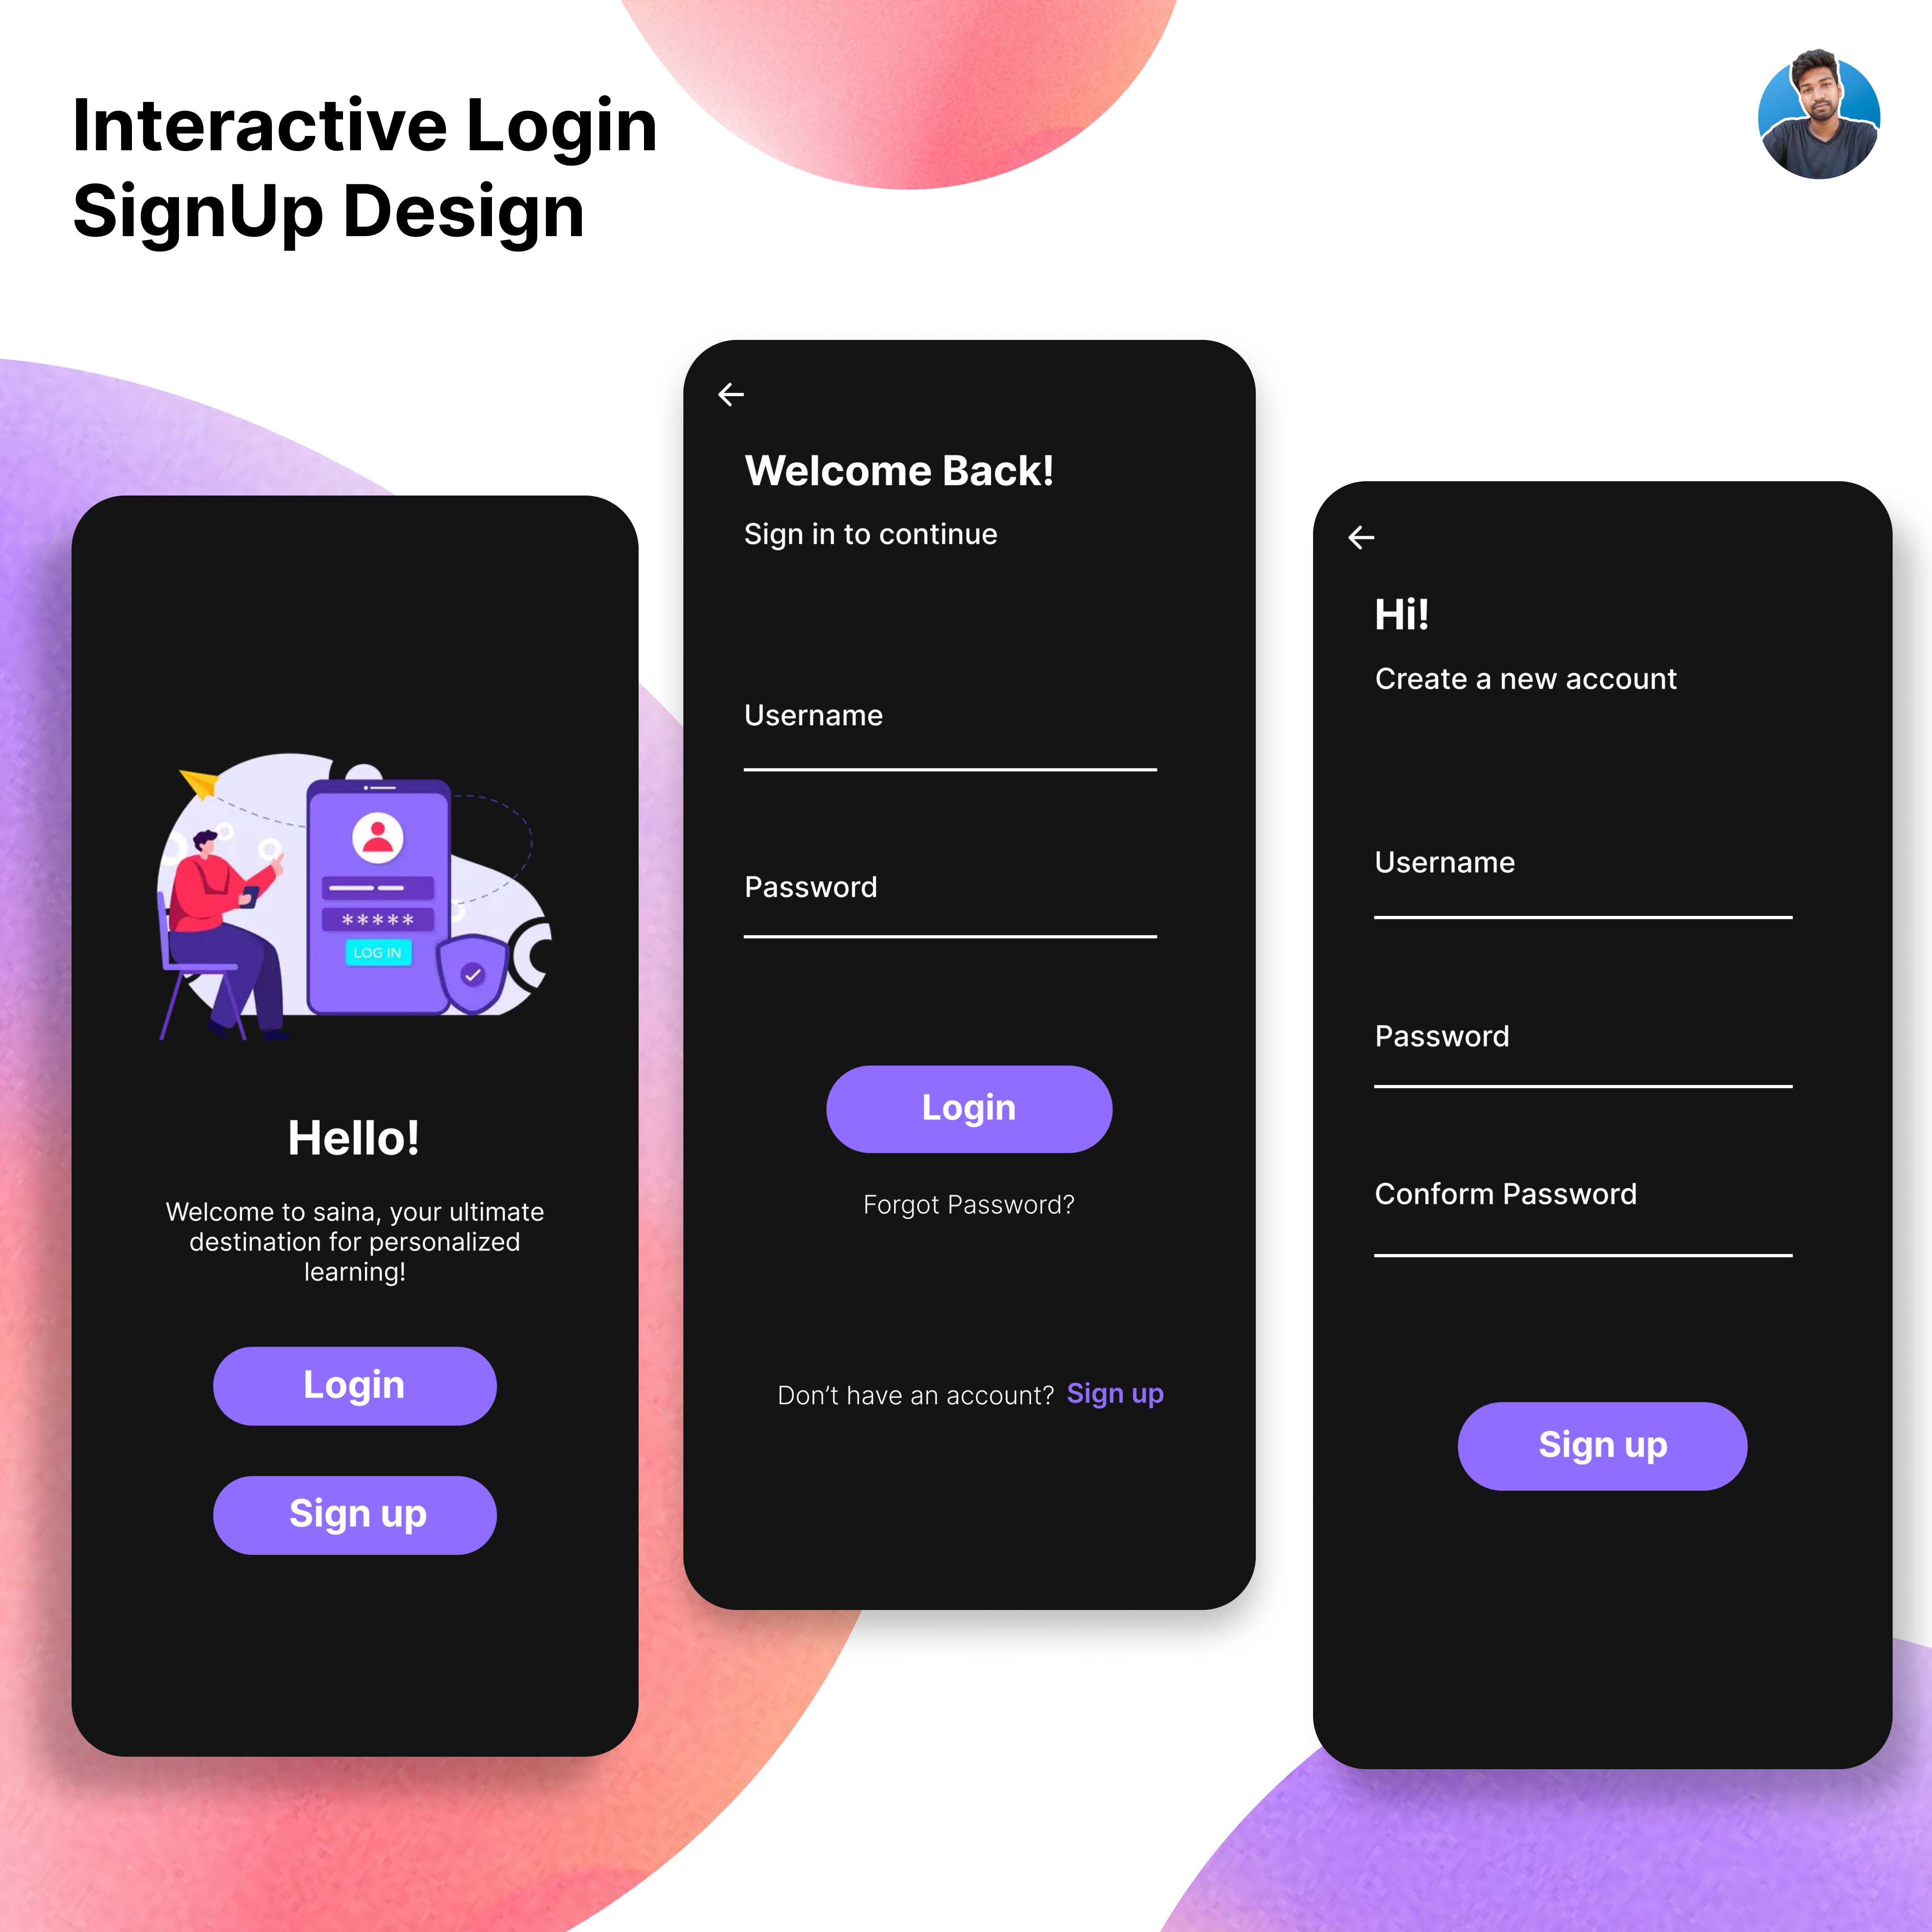 Interactive Login
SignUp Design
*****
LOG IN
Hello!
Welcome to saina, your ultimate
destination for personalized
learning!
Login
Sign up
Welcome Back!
Sign in to continue
Username
Password
Login
Forgot Password?
Don’t have an account? Sign up
Hi!
Create a new account
Username
Password
Conform Password
Sign up